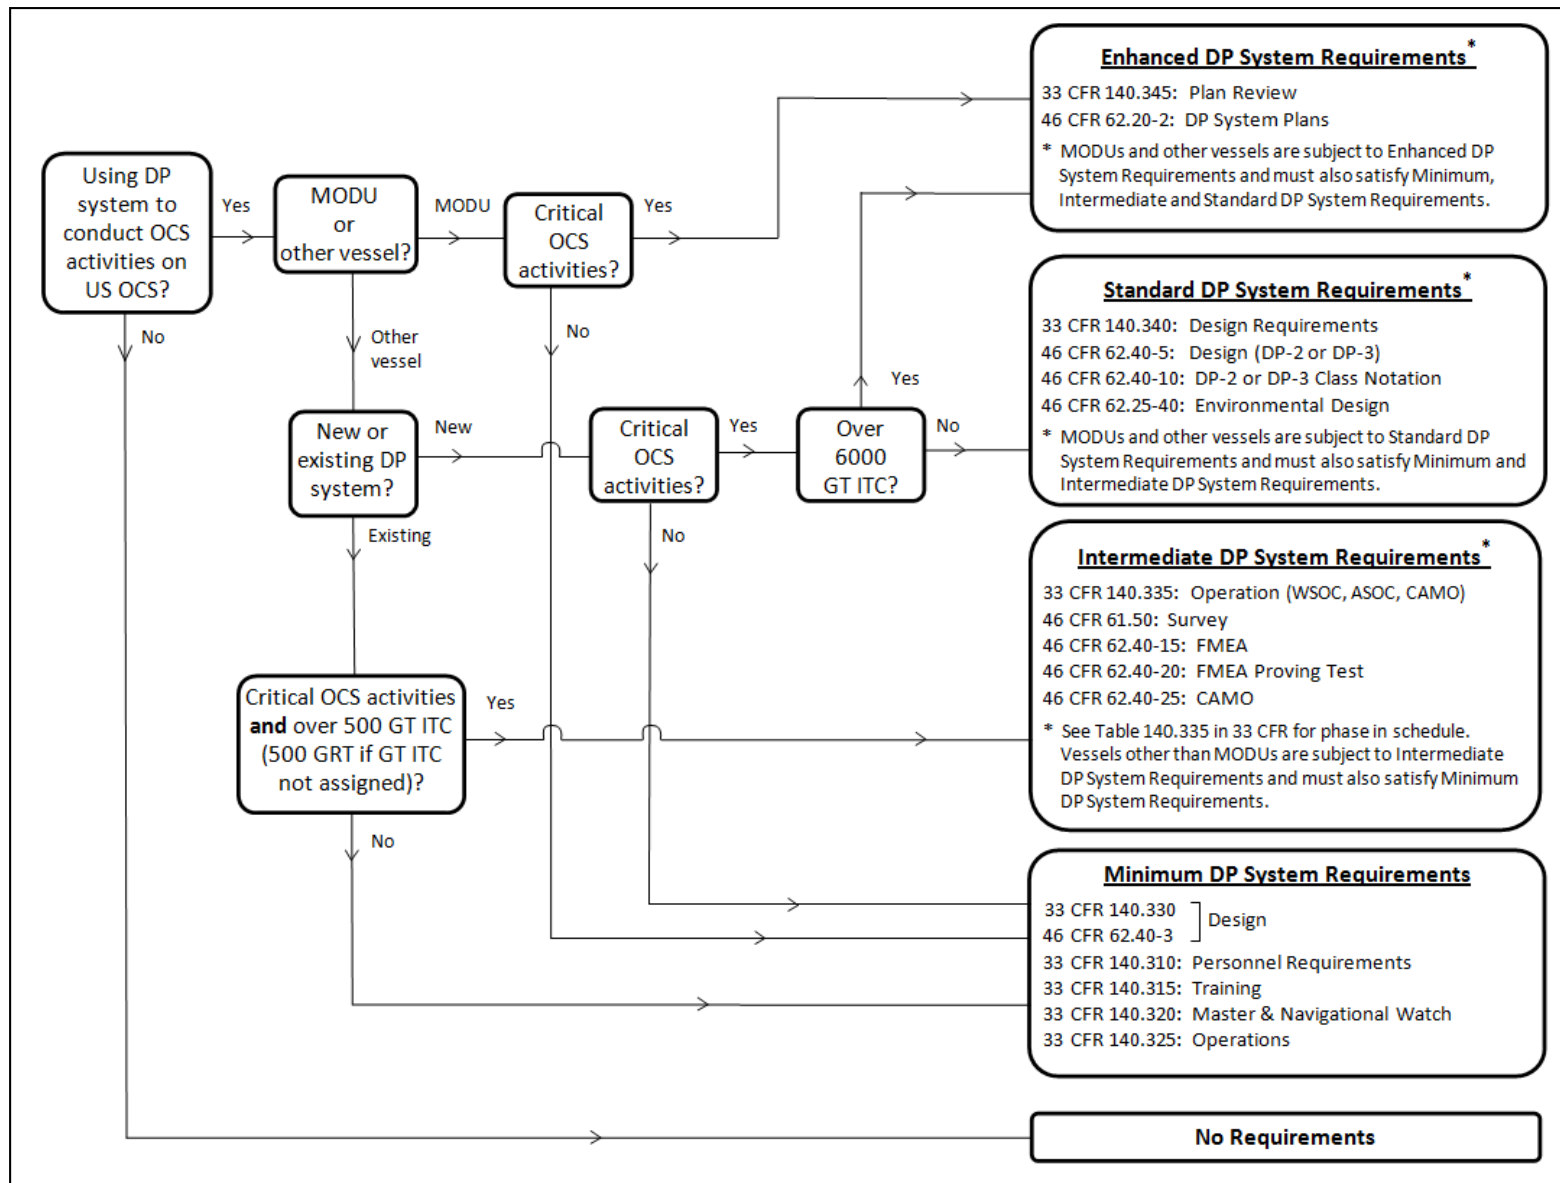 Using DP
system to
conduct OCS
activities on
US OCS?
Yes
No
MODU
or
other vessel?
MODU
Other
vessel
Critical
OCS
activities?
Yes
No
New or
existing DP
system?
New
Existing
Critical
OCS
activities?
Yes
No
Over
6000
GT ITC?
Yes
No
Critical OCS activities
and over 500 GT ITC
(500 GRT if GT ITC
not assigned)?
Yes
No
Enhanced DP System Requirements*
33 CFR 140.345: Plan Review
46 CFR 62.20-2: DP System Plans
* MODUs and other vessels are subject to Enhanced DP
System Requirements and must also satisfy Minimum,
Intermediate and Standard DP System Requirements.
Standard DP System Requirements*
33 CFR 140.340: Design Requirements
46 CFR 62.40-5: Design (DP-2 or DP-3)
46 CFR 62.40-10: DP-2 or DP-3 Class Notation
46 CFR 62.25-40: Environmental Design
* MODUs and other vessels are subject to Standard DP
System Requirements and must also satisfy Minimum and
Intermediate DP System Requirements.
Intermediate DP System Requirements*
33 CFR 140.335: Operation (WSOC, ASOC, CAMO)
46 CFR 61.50: Survey
46 CFR 62.40-15: FMEA
46 CFR 62.40-20: FMEA Proving Test
46 CFR 62.40-25: CAMO
* See Table 140.335 in 33 CFR for phase in schedule.
Vessels other than MODUs are subject to Intermediate
DP System Requirements and must also satisfy Minimum
DP System Requirements.
Minimum DP System Requirements
33 CFR 140.330
46 CFR 62.40-3
Design
33 CFR 140.310: Personnel Requirements
33 CFR 140.315: Training
33 CFR 140.320: Master & Navigational Watch
33 CFR 140.325: Operations
No Requirements